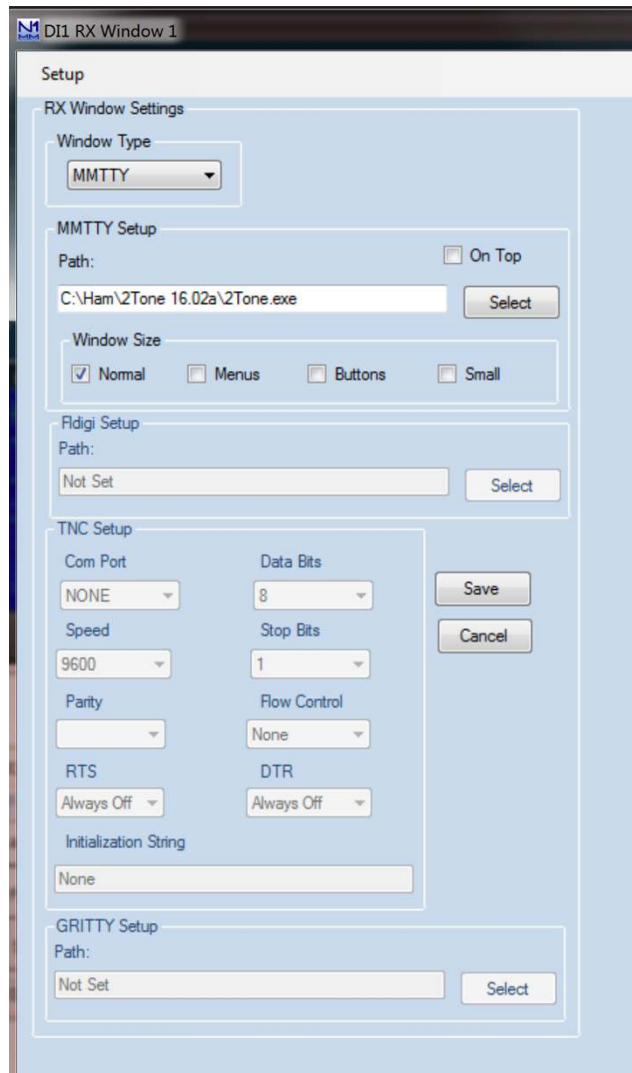 N1
MM
DI1 RX Window 1
Setup
RX Window Settings
Window Type
MMTTY
MMTTY Setup
Path:
On Top
C:\Ham\2Tone 16.02a\2Tone.exe
Select
Window Size
Normal Menus Buttons Small
Fldigi Setup
Path:
Not Set
Select
TNC Setup
Com Port Data Bits
NONE 8
Speed Stop Bits
9600 1
Parity Flow Control
None
RTS DTR
Always Off Always Off
Initialization String
None
Save
Cancel
GRITTY Setup
Path:
Not Set
Select